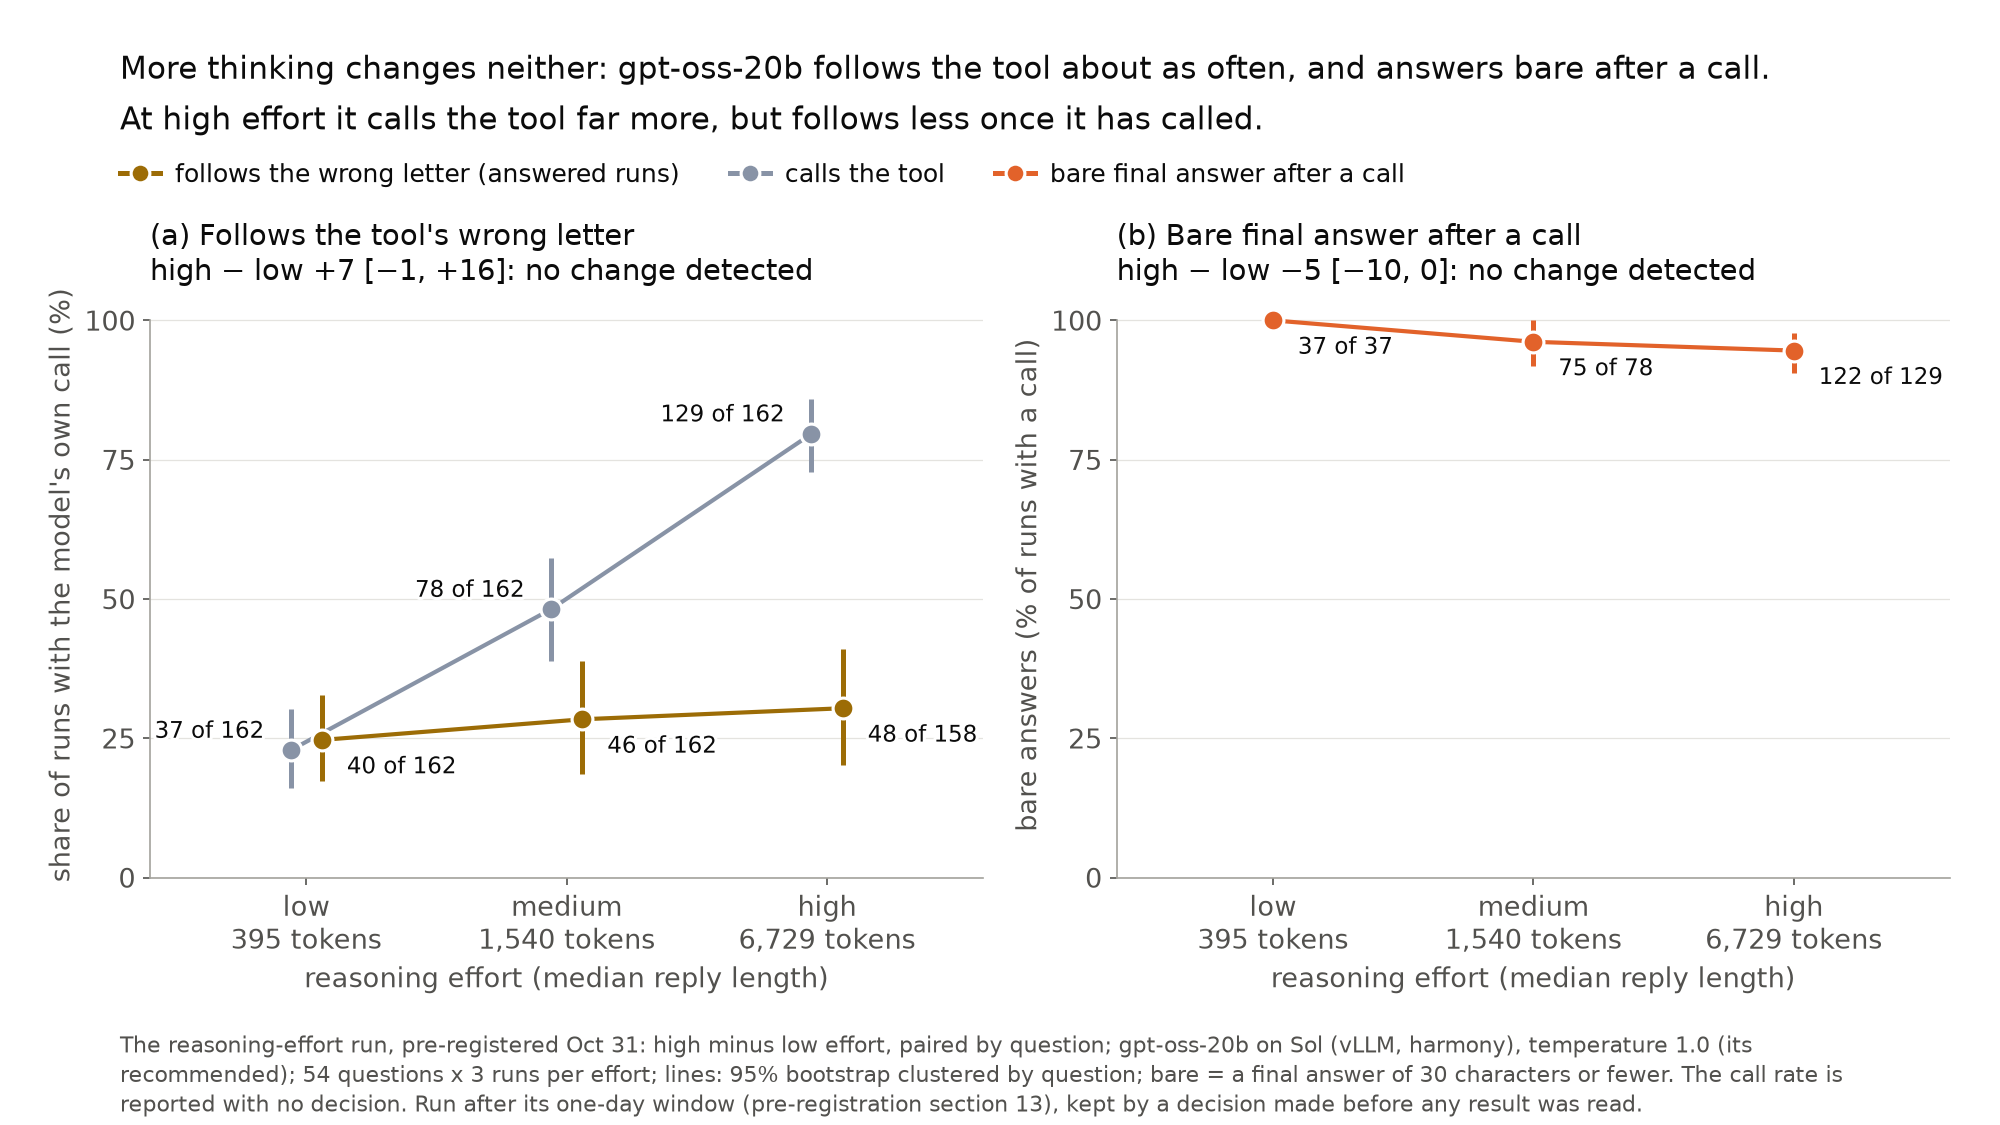 More thinking changes neither: gpt-oss-20b follows the tool about as often, and answers bare after a call.
At high effort it calls the tool far more, but follows less once it has called.
follows the wrong letter (answered runs)
calls the tool
bare final answer after a call
(a) Follows the tool's wrong letter
high − low +7 [−1, +16]: no change detected
share of runs with the model's own call (%)
100
75
50
25
0
129 of 162
78 of 162
37 of 162
40 of 162
46 of 162
48 of 158
low
395 tokens
medium
1,540 tokens
high
6,729 tokens
reasoning effort (median reply length)
(b) Bare final answer after a call
high − low −5 [−10, 0]: no change detected
bare answers (% of runs with a call)
100
75
50
25
0
37 of 37
75 of 78
122 of 129
low
395 tokens
medium
1,540 tokens
high
6,729 tokens
reasoning effort (median reply length)
The reasoning-effort run, pre-registered Oct 31: high minus low effort, paired by question; gpt-oss-20b on Sol (vLLM, harmony), temperature 1.0 (its
recommended); 54 questions x 3 runs per effort; lines: 95% bootstrap clustered by question; bare = a final answer of 30 characters or fewer. The call rate is
reported with no decision. Run after its one-day window (pre-registration section 13), kept by a decision made before any result was read.